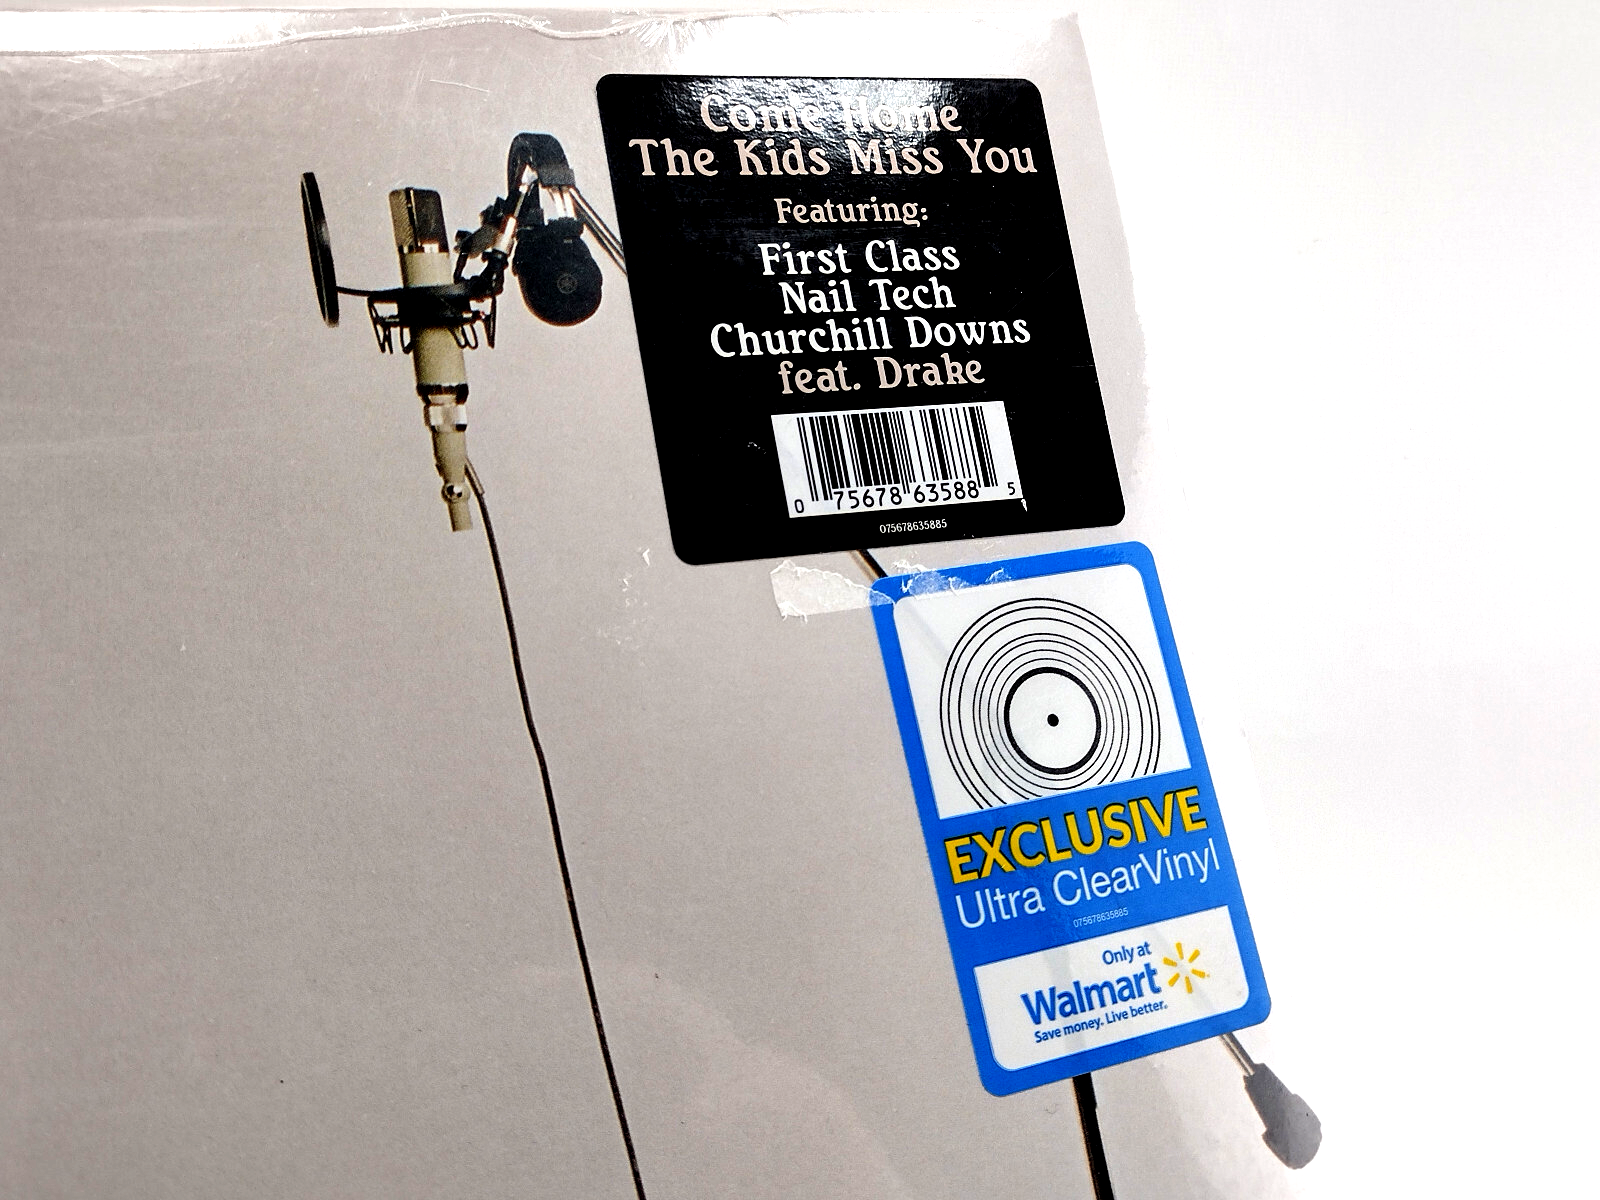 Come Home
The Kids Miss You
Featuring:
First Class
Nail Tech
Churchill Downs
feat. Drake
0 75678 63588 5
075678635885
EXCLUSIVE
Ultra ClearVinyl
075678635885
Only at
Walmart
Save money. Live better.